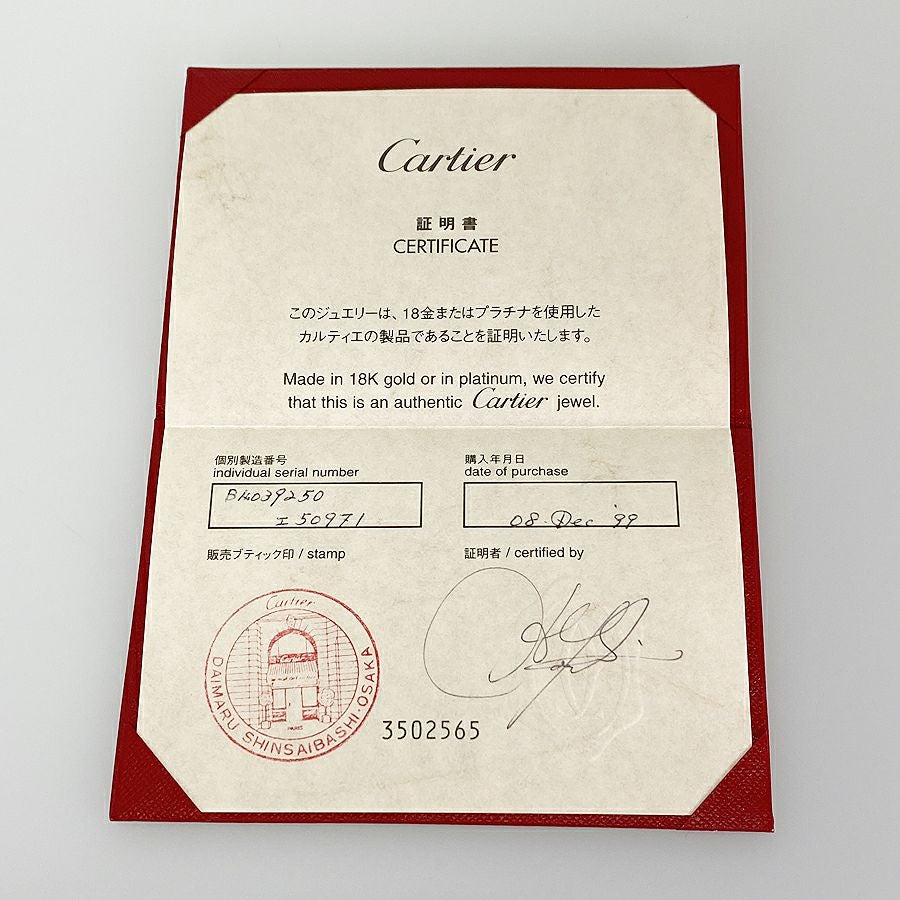 Cartier
証明書
CERTIFICATE
このジュエリーは、18金またはプラチナを使用した
カルティエの製品であることを証明いたします。
Made in 18K gold or in platinum, we certify
that this is an authentic Cartier jewel.
個別製造番号
individual serial number
B4039250
I 50971
購入年月日
date of purchase
08 Dec '99
販売ブティック印 / stamp
証明者 / certified by
Cartier
PARIS
DAIMARU SHINSAIBASHI·OSAKA
3502565